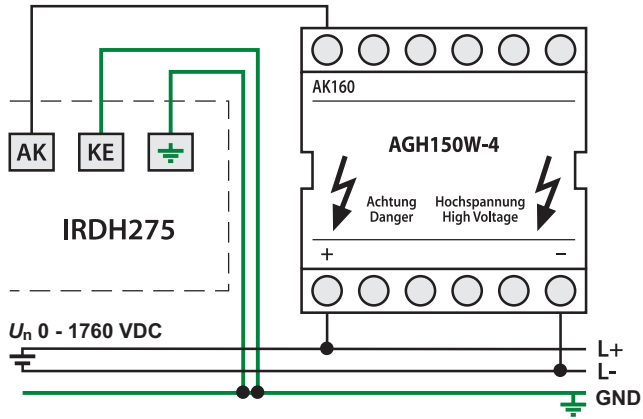 AK160
AGH150W-4
AK
KE
Achtung Hochspannung
Danger High Voltage
IRDH275
+ −
Un 0 - 1760 VDC
L+
L-
GND